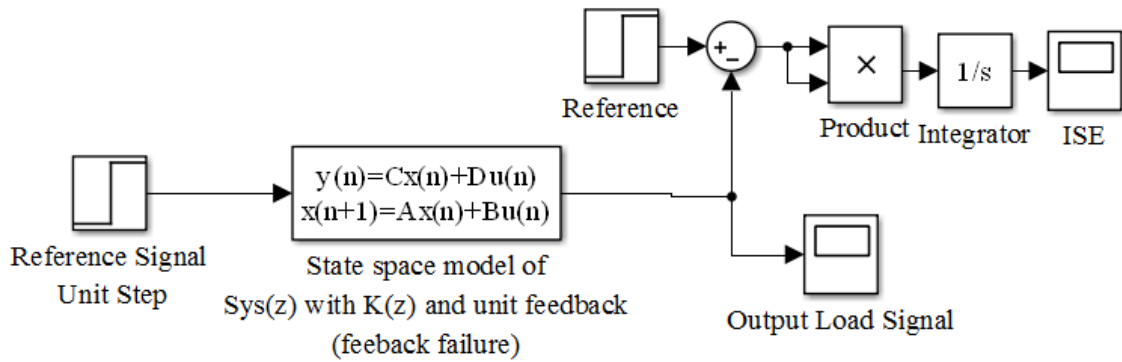 +
−
×
1/s
Reference
Product
Integrator
ISE
y(n)=Cx(n)+Du(n)
x(n+1)=Ax(n)+Bu(n)
Reference Signal
Unit Step
State space model of
Sys(z) with K(z) and unit feedback
(feeback failure)
Output Load Signal